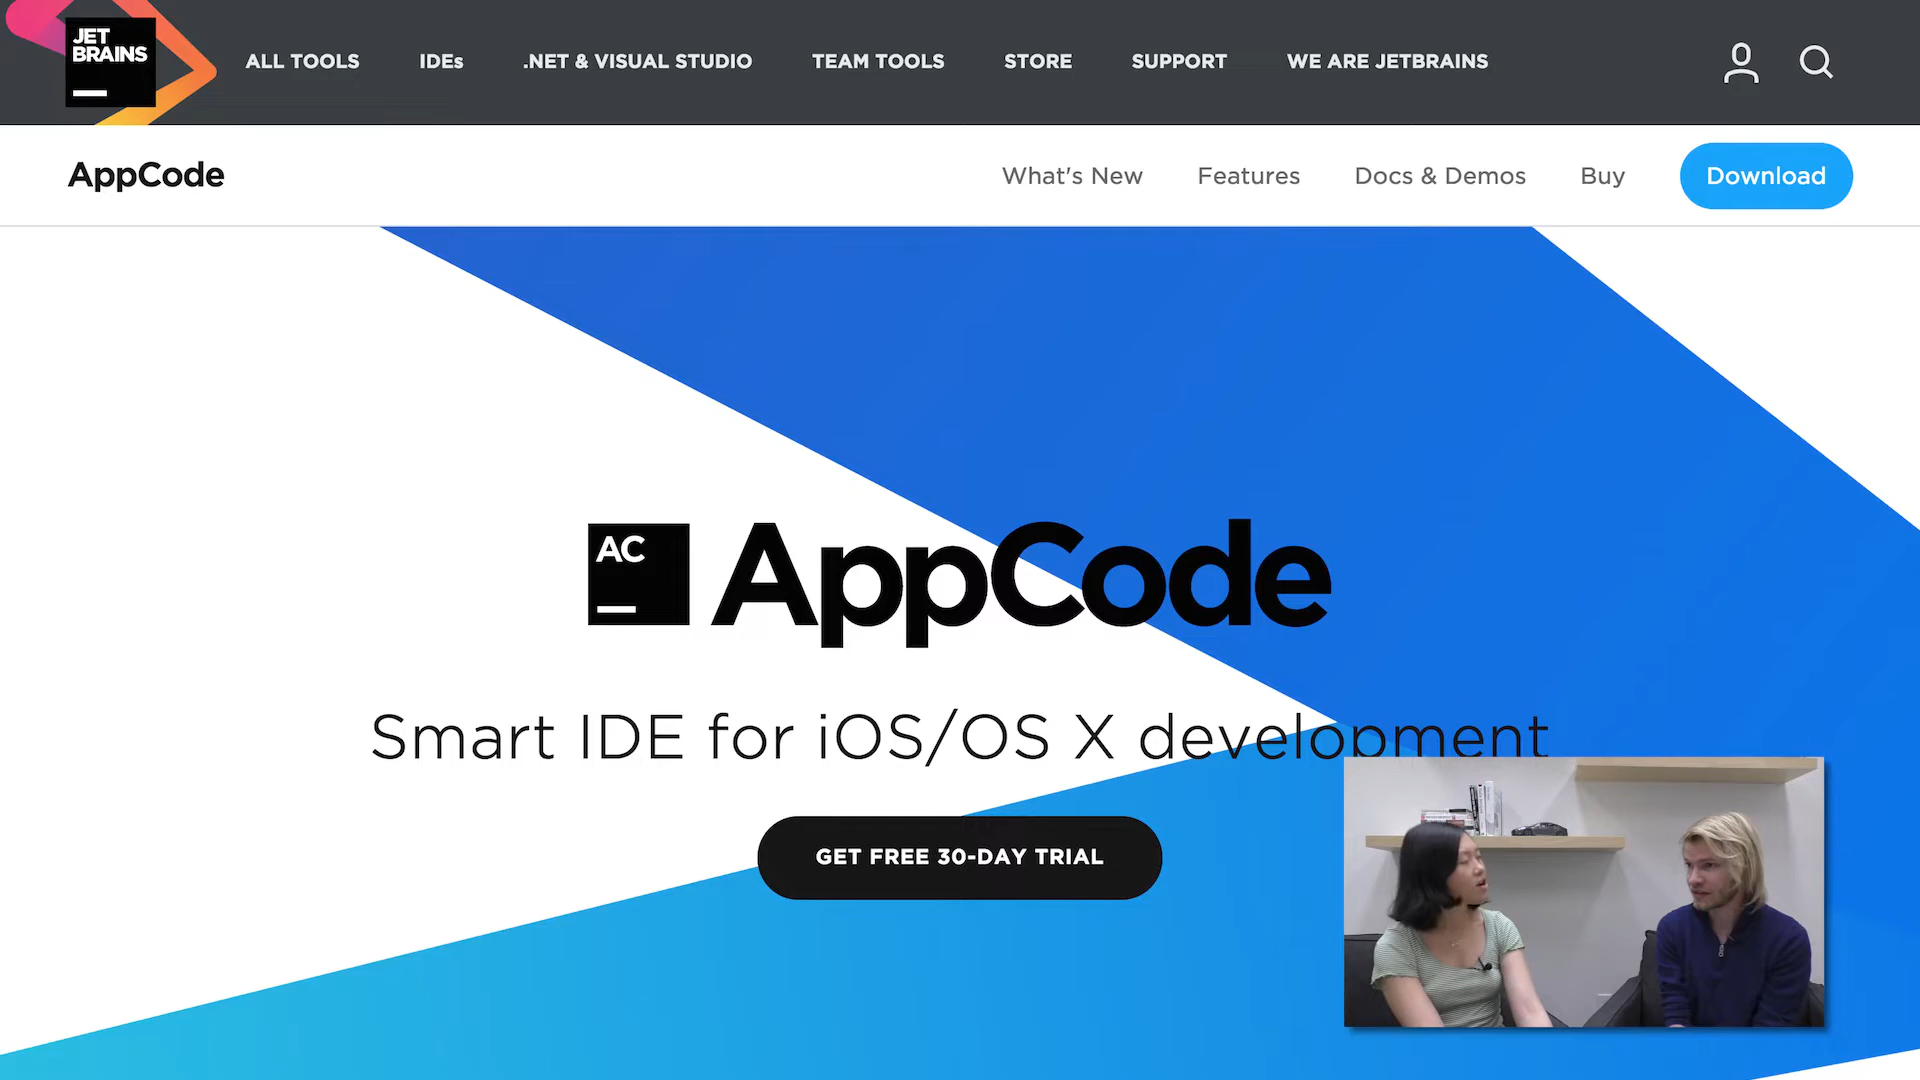 JET
BRAINS
ALL TOOLS
IDEs
.NET & VISUAL STUDIO
TEAM TOOLS
STORE
SUPPORT
WE ARE JETBRAINS
AppCode
What's New
Features
Docs & Demos
Buy
Download
AC
AppCode
Smart IDE for iOS/OS X development
GET FREE 30-DAY TRIAL